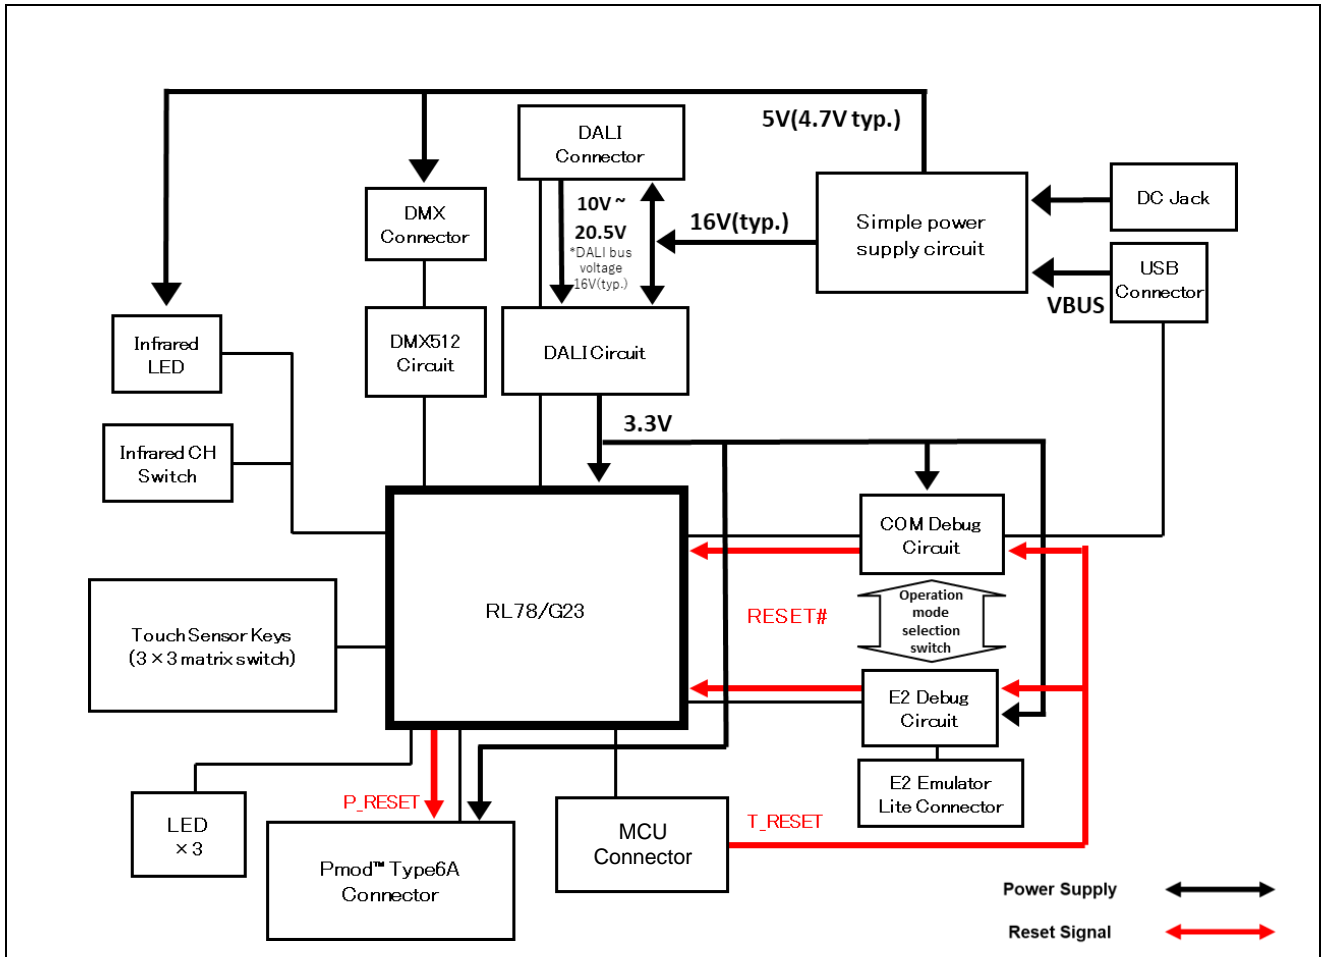 5V(4.7V typ.)
DALI
Connector
DC Jack
DMX
Connector
10V ~
20.5V
*DALI bus
voltage
16V(typ.)
16V(typ.)
Simple power
supply circuit
USB
Connector
VBUS
Infrared
LED
DMX512
Circuit
DALI Circuit
3.3V
Infrared CH
Switch
COM Debug
Circuit
RL78/G23
RESET#
Operation
mode
selection
switch
Touch Sensor Keys
(3×3 matrix switch)
E2 Debug
Circuit
E2 Emulator
Lite Connector
P_RESET
T_RESET
LED
×3
MCU
Connector
Pmod™ Type6A
Connector
Power Supply
Reset Signal